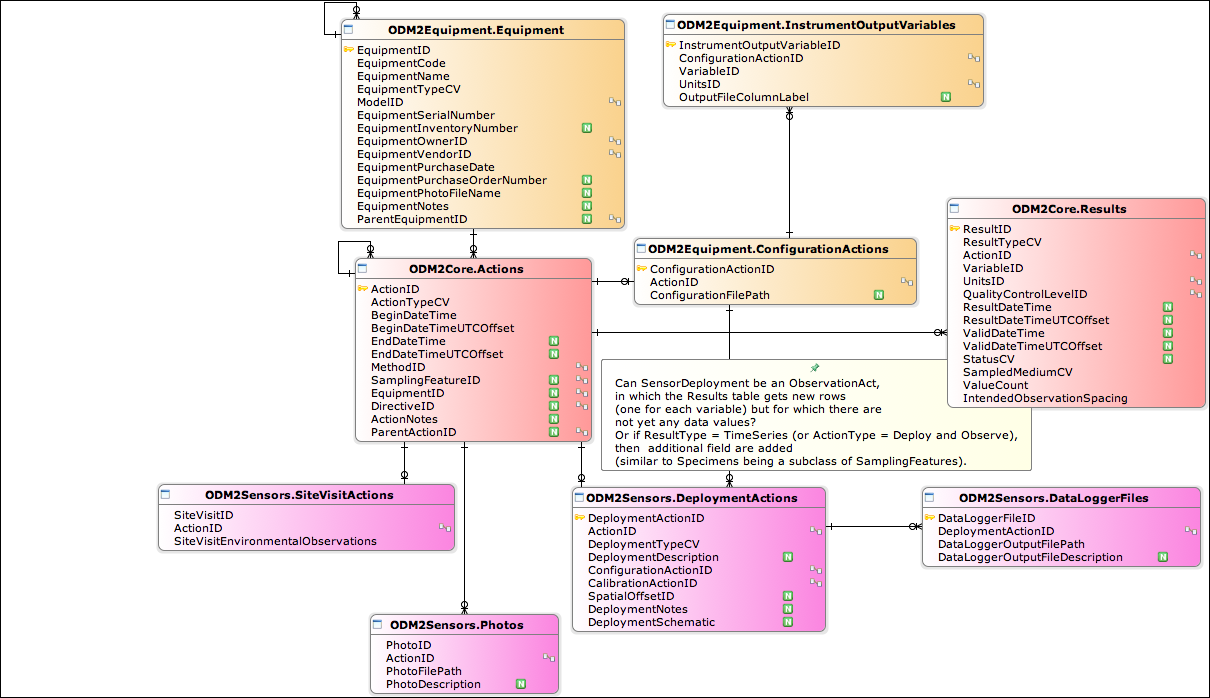 ODM2Equipment.Equipment
EquipmentID
EquipmentCode
EquipmentName
EquipmentTypeCV
ModelID
EquipmentSerialNumber
EquipmentInventoryNumber N
EquipmentOwnerID
EquipmentVendorID
EquipmentPurchaseDate
EquipmentPurchaseOrderNumber N
EquipmentPhotoFileName N
EquipmentNotes N
ParentEquipmentID N
ODM2Equipment.InstrumentOutputVariables
InstrumentOutputVariableID
ConfigurationActionID
VariableID
UnitsID
OutputFileColumnLabel N
ODM2Core.Actions
ActionID
ActionTypeCV
BeginDateTime
BeginDateTimeUTCOffset
EndDateTime N
EndDateTimeUTCOffset N
MethodID
SamplingFeatureID N
EquipmentID N
DirectiveID N
ActionNotes N
ParentActionID N
ODM2Equipment.ConfigurationActions
ConfigurationActionID
ActionID
ConfigurationFilePath N
ODM2Core.Results
ResultID
ResultTypeCV
ActionID
VariableID
UnitsID
QualityControlLevelID
ResultDateTime N
ResultDateTimeUTCOffset N
ValidDateTime N
ValidDateTimeUTCOffset N
StatusCV N
SampledMediumCV
ValueCount
IntendedObservationSpacing
Can SensorDeployment be an ObservationAct,
in which the Results table gets new rows
(one for each variable) but for which there are
not yet any data values?
Or if ResultType = TimeSeries (or ActionType = Deploy and Observe),
then additional field are added
(similar to Specimens being a subclass of SamplingFeatures).
ODM2Sensors.SiteVisitActions
SiteVisitID
ActionID
SiteVisitEnvironmentalObservations
ODM2Sensors.DeploymentActions
DeploymentActionID
ActionID
DeploymentTypeCV
DeploymentDescription N
ConfigurationActionID
CalibrationActionID
SpatialOffsetID N
DeploymentNotes N
DeploymentSchematic N
ODM2Sensors.DataLoggerFiles
DataLoggerFileID
DeploymentActionID
DataLoggerOutputFilePath
DataLoggerOutputFileDescription N
ODM2Sensors.Photos
PhotoID
ActionID
PhotoFilePath
PhotoDescription N